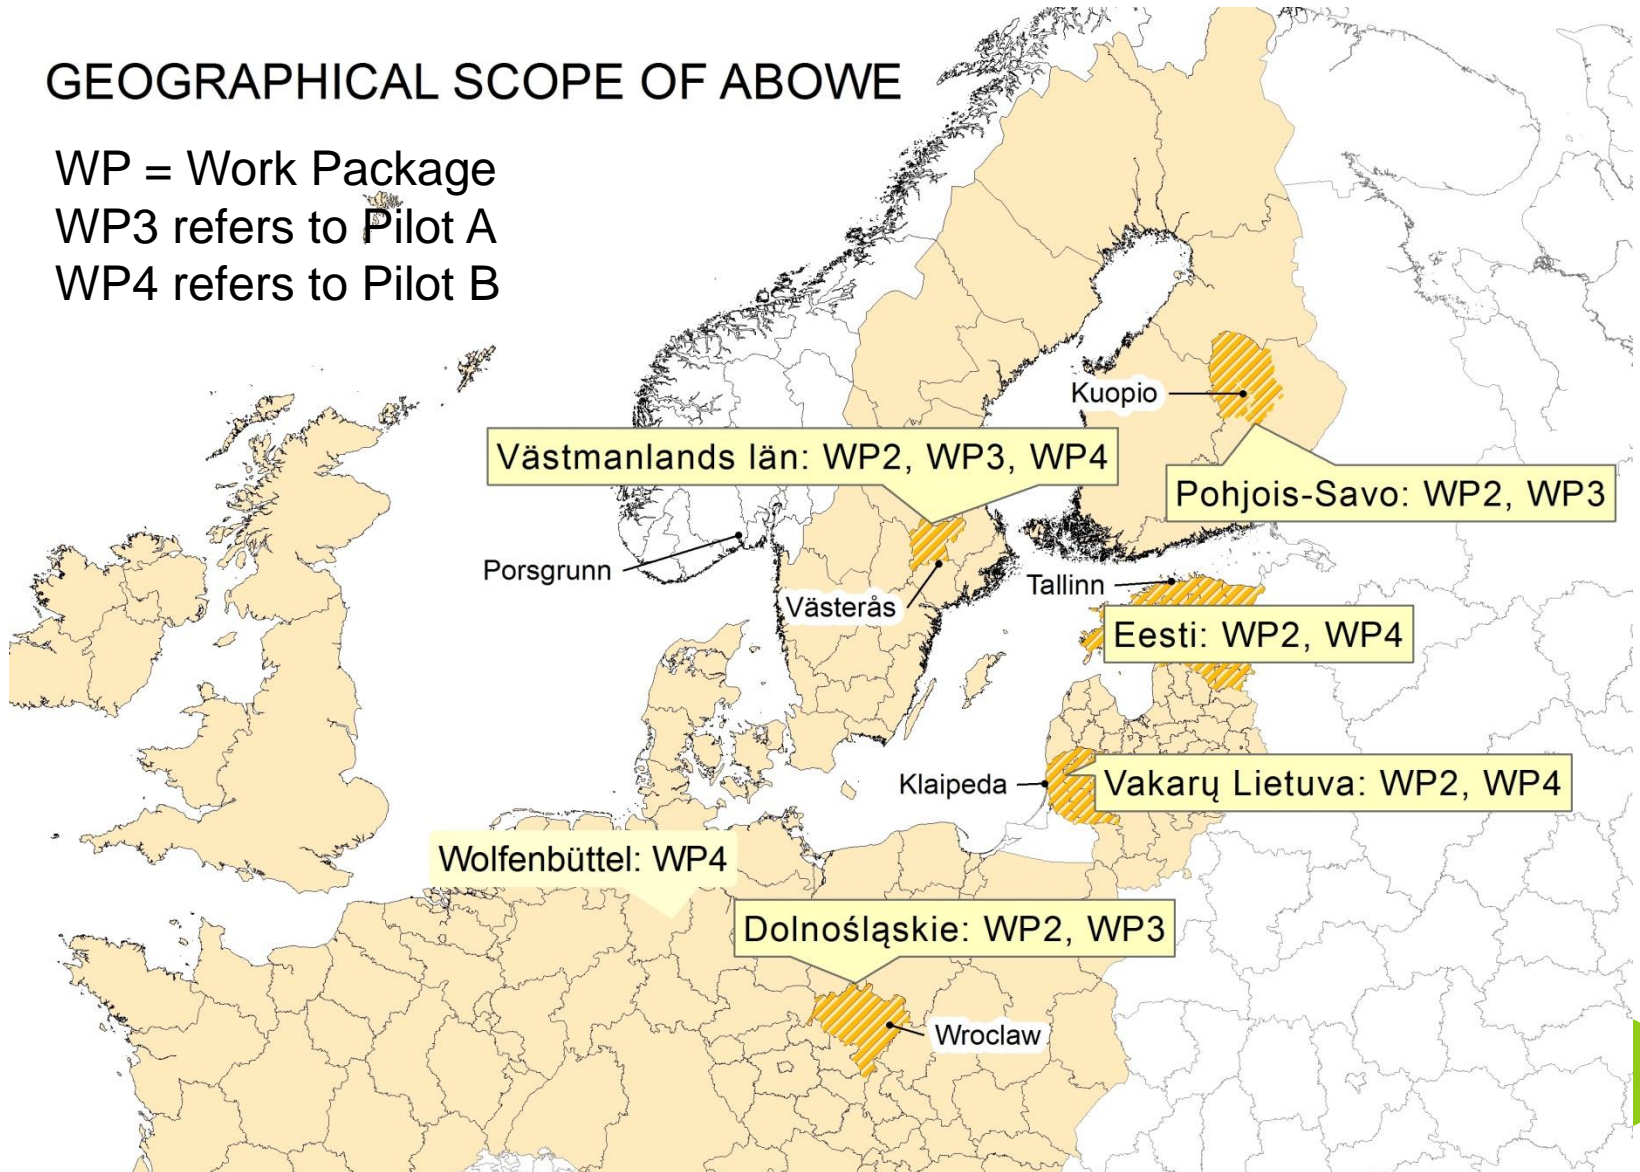 GEOGRAPHICAL SCOPE OF ABOWE
WP = Work Package
WP3 refers to Pilot A
WP4 refers to Pilot B
Kuopio
Västmanlands län: WP2, WP3, WP4
Pohjois-Savo: WP2, WP3
Porsgrunn
Västerås
Tallinn
Eesti: WP2, WP4
Klaipeda
Vakarų Lietuva: WP2, WP4
Wolfenbüttel: WP4
Dolnośląskie: WP2, WP3
Wroclaw